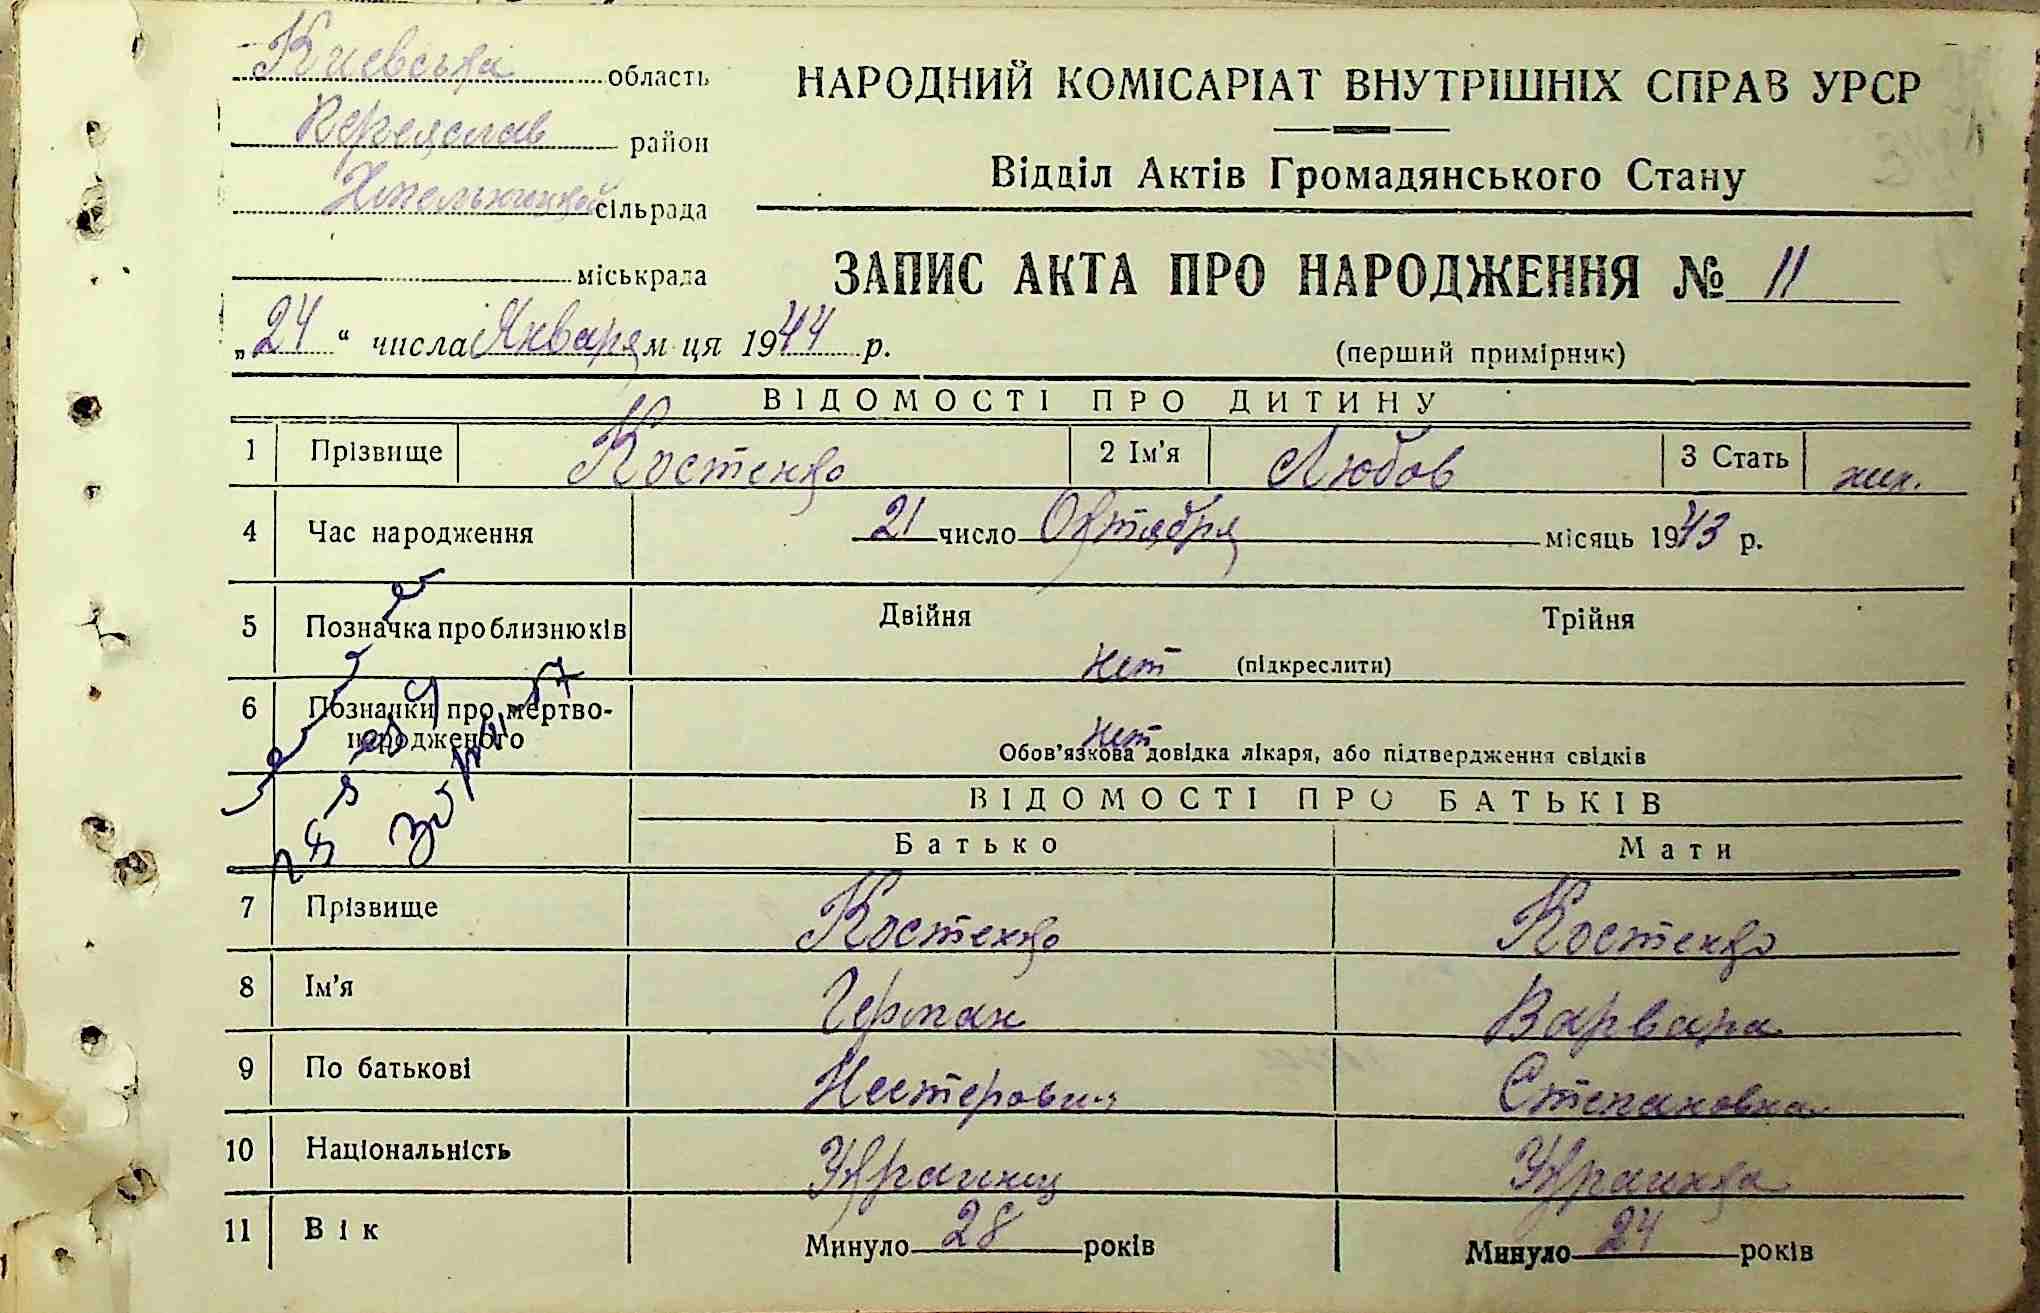 Киевська область
НАРОДНИЙ КОМІСАРІАТ ВНУТРІШНІХ СПРАВ УРСР
Переяслав район
Відділ Актів Громадянського Стану
Хмельницкой сільрада
міськрада
ЗАПИС АКТА ПРО НАРОДЖЕННЯ № 11
„24“ числа Января м ця 1944 р.
(перший примірник)
ВІДОМОСТІ ПРО ДИТИНУ
1 Прізвище Костенко 2 Ім'я Любов 3 Стать жен.
4 Час народження 21 число Октября місяць 1943 р.
5 Позначка про близнюків Двійня Трійня
нет (підкреслити)
6 Позначки про мертво-
народженого нет
Обов'язкова довідка лікаря, або підтвердження свідків
ВІДОМОСТІ ПРО БАТЬКІВ
Батько Мати
7 Прізвище Костенко Костенко
8 Ім'я Герман Варвара
9 По батькові Нестерович Степановна
10 Національність Украинец Украинка
11 Вік Минуло 28 років Минуло 24 років